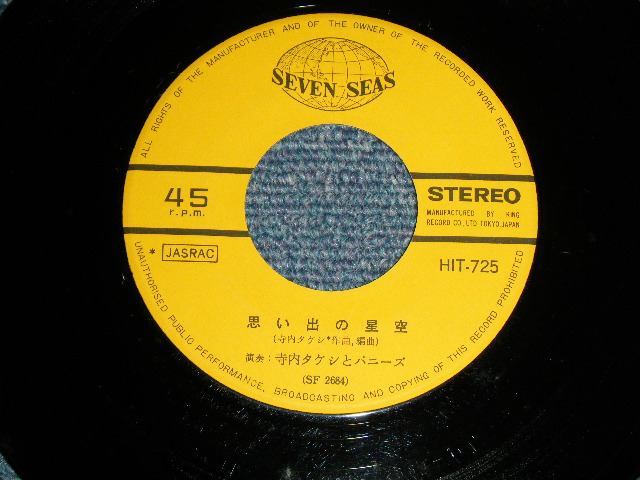 ALL RIGHTS OF THE MANUFACTURER AND OF THE OWNER OF THE RECORDED WORK RESERVED
SEVEN SEAS
45
r.p.m.
STEREO
MANUFACTURED BY KING
RECORD CO., LTD TOKYO, JAPAN
* JASRAC
HIT-725
思い出の星空
(寺内タケシ*作曲,編曲)
演奏:寺内タケシとバニーズ
(SF 2684)
UNAUTHORISED PUBLIC PERFORMANCE, BROADCASTING AND COPYING OF THIS RECORD PROHIBITED